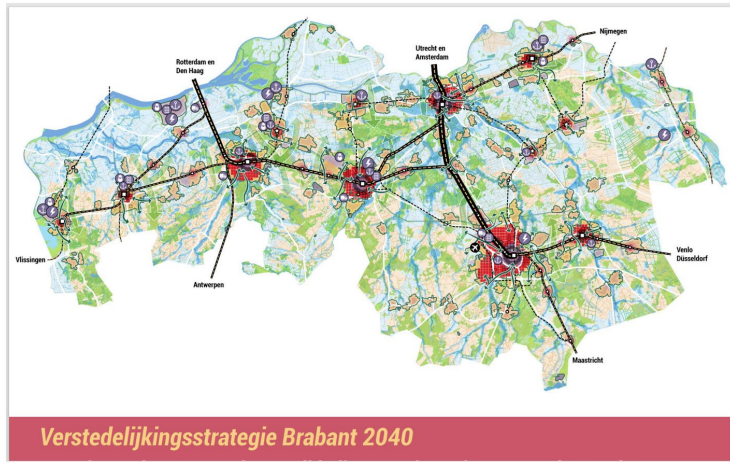 Nijmegen
Utrecht en
Amsterdam
Rotterdam en
Den Haag
Vlissingen
Antwerpen
Venlo
Düsseldorf
Maastricht
Verstedelijkingsstrategie Brabant 2040